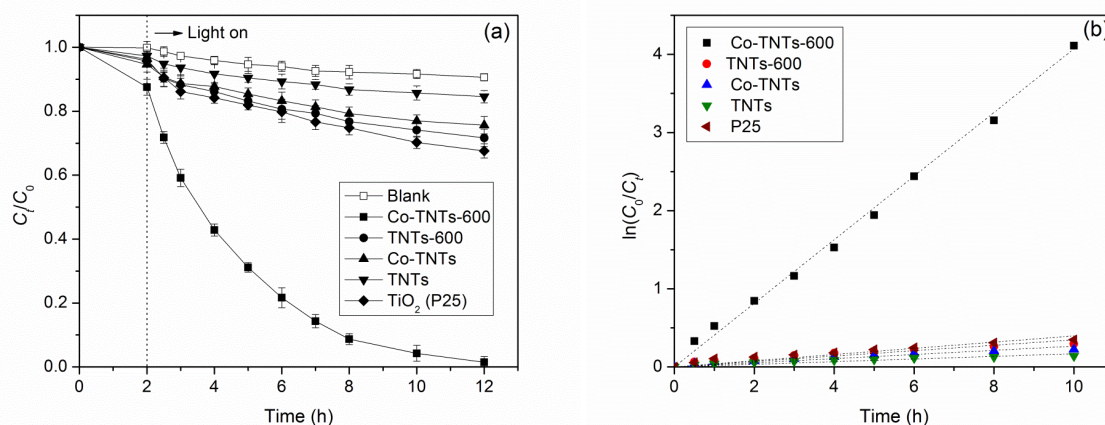 (a)
Light on
1.0
0.8
0.6
0.4
0.2
0.0
Cₜ/C₀
Blank
Co-TNTs-600
TNTs-600
Co-TNTs
TNTs
TiO₂ (P25)
0 2 4 6 8 10 12
Time (h)
(b)
Co-TNTs-600
TNTs-600
Co-TNTs
TNTs
P25
4
3
2
1
0
ln(C₀/Cₜ)
0 2 4 6 8 10
Time (h)